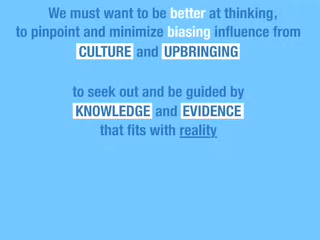 We must want to be better at thinking,
to pinpoint and minimize biasing influence from
CULTURE and UPBRINGING
to seek out and be guided by
KNOWLEDGE and EVIDENCE
that fits with reality